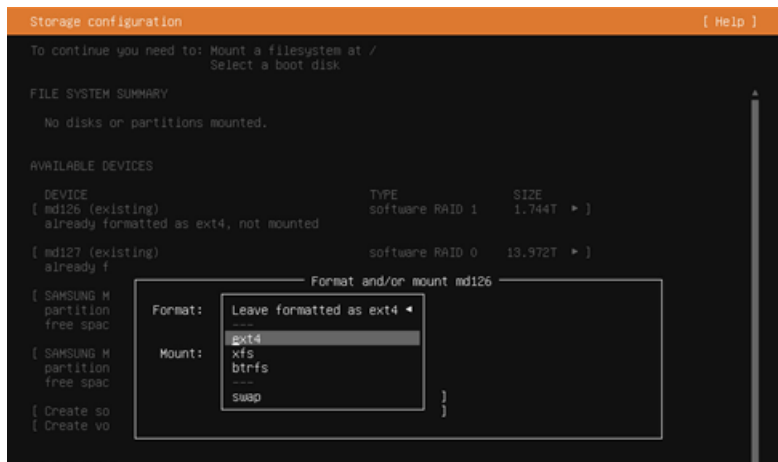 Storage configuration [ Help ]
To continue you need to: Mount a filesystem at /
Select a boot disk
FILE SYSTEM SUMMARY
No disks or partitions mounted.
AVAILABLE DEVICES
DEVICE TYPE SIZE
[ md126 (existing) software RAID 1 1.744T ► ]
already formatted as ext4, not mounted
[ md127 (existing) software RAID 0 13.972T ► ]
already f
Format and/or mount md126
[ SAMSUNG M
partition
free spac
[ SAMSUNG M
partition
free spac
[ Create so
[ Create vo
Format: Leave formatted as ext4 ◄
---
ext4
Mount: xfs
btrfs
---
swap ]
]